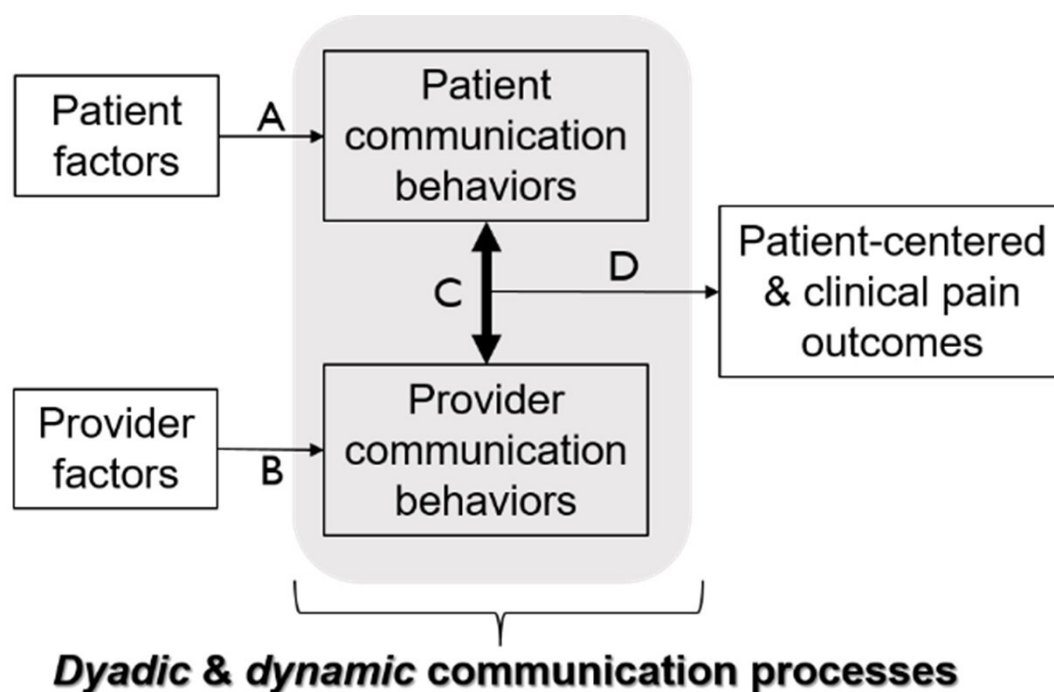 Patient
factors
A
Patient
communication
behaviors
C
D
Patient-centered
& clinical pain
outcomes
Provider
factors
B
Provider
communication
behaviors
Dyadic & dynamic communication processes